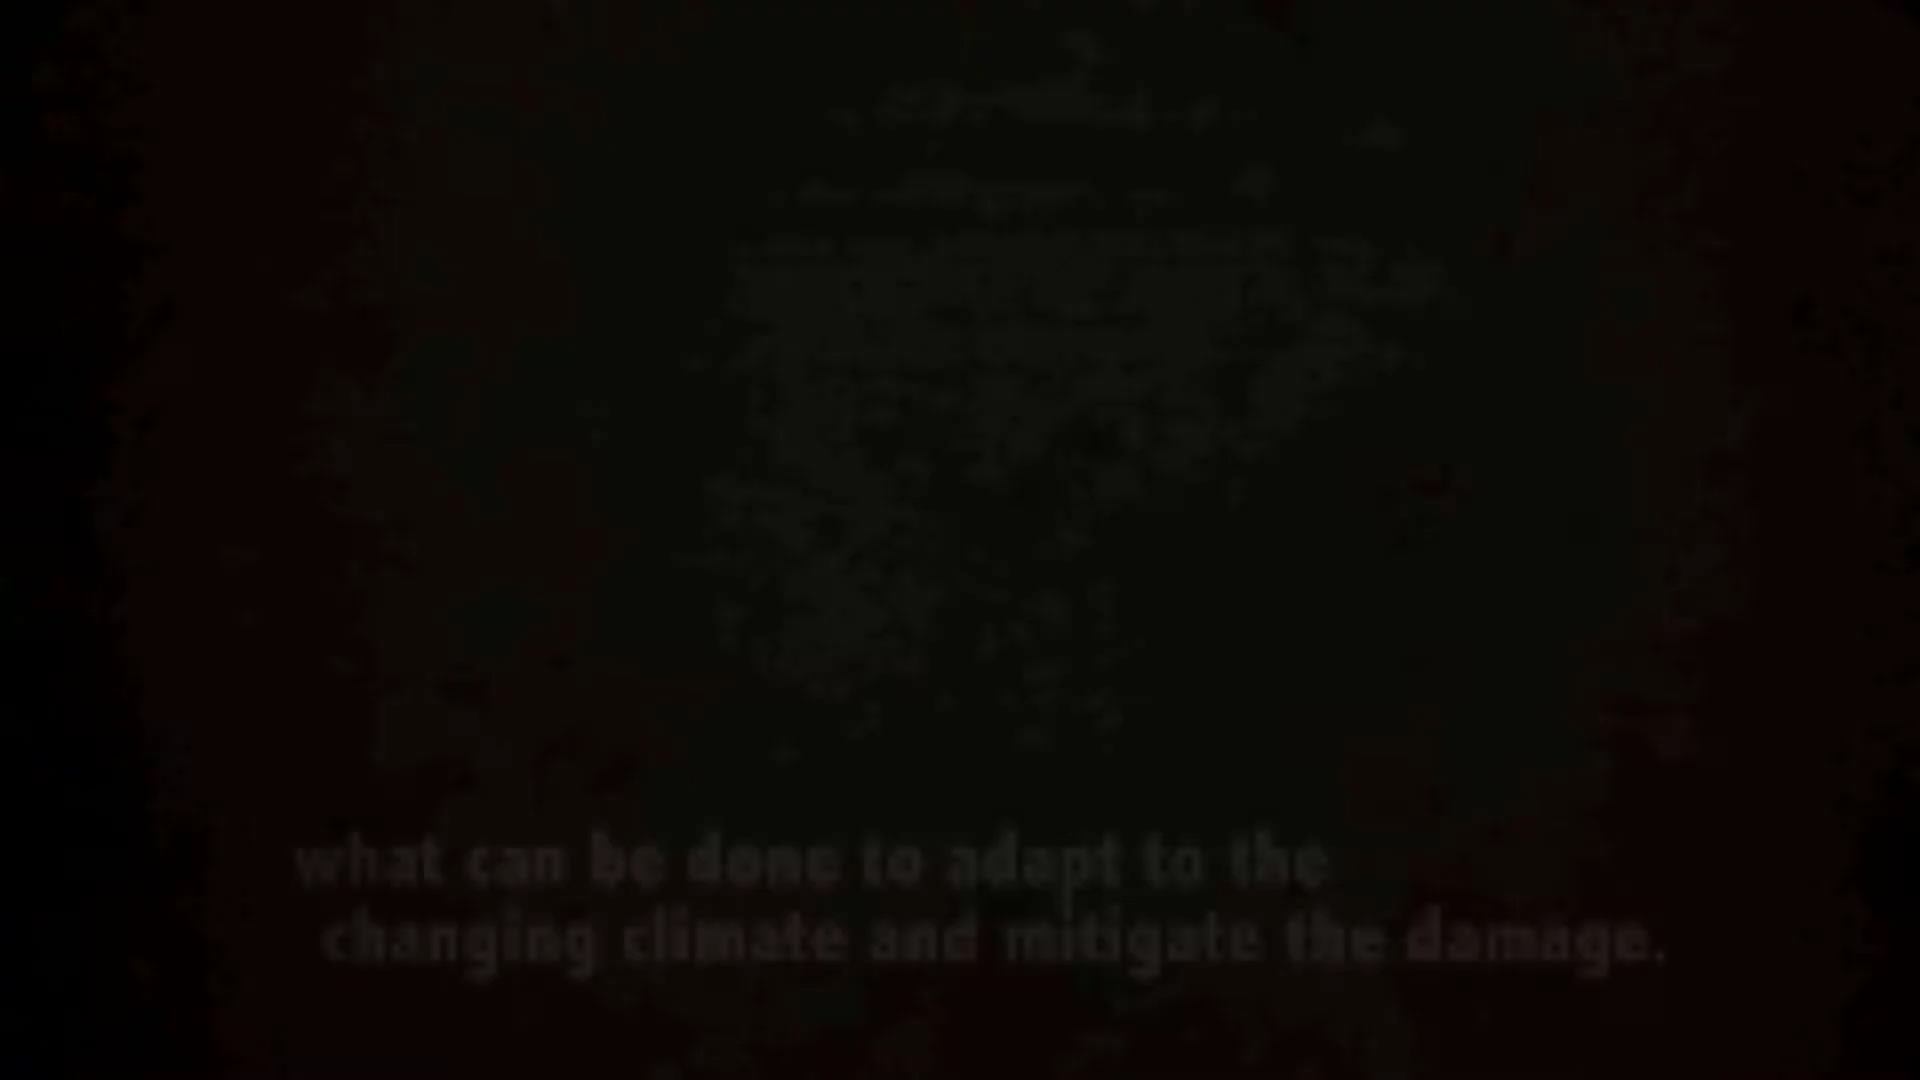 what can be done to adapt to the
changing climate and mitigate the damage.